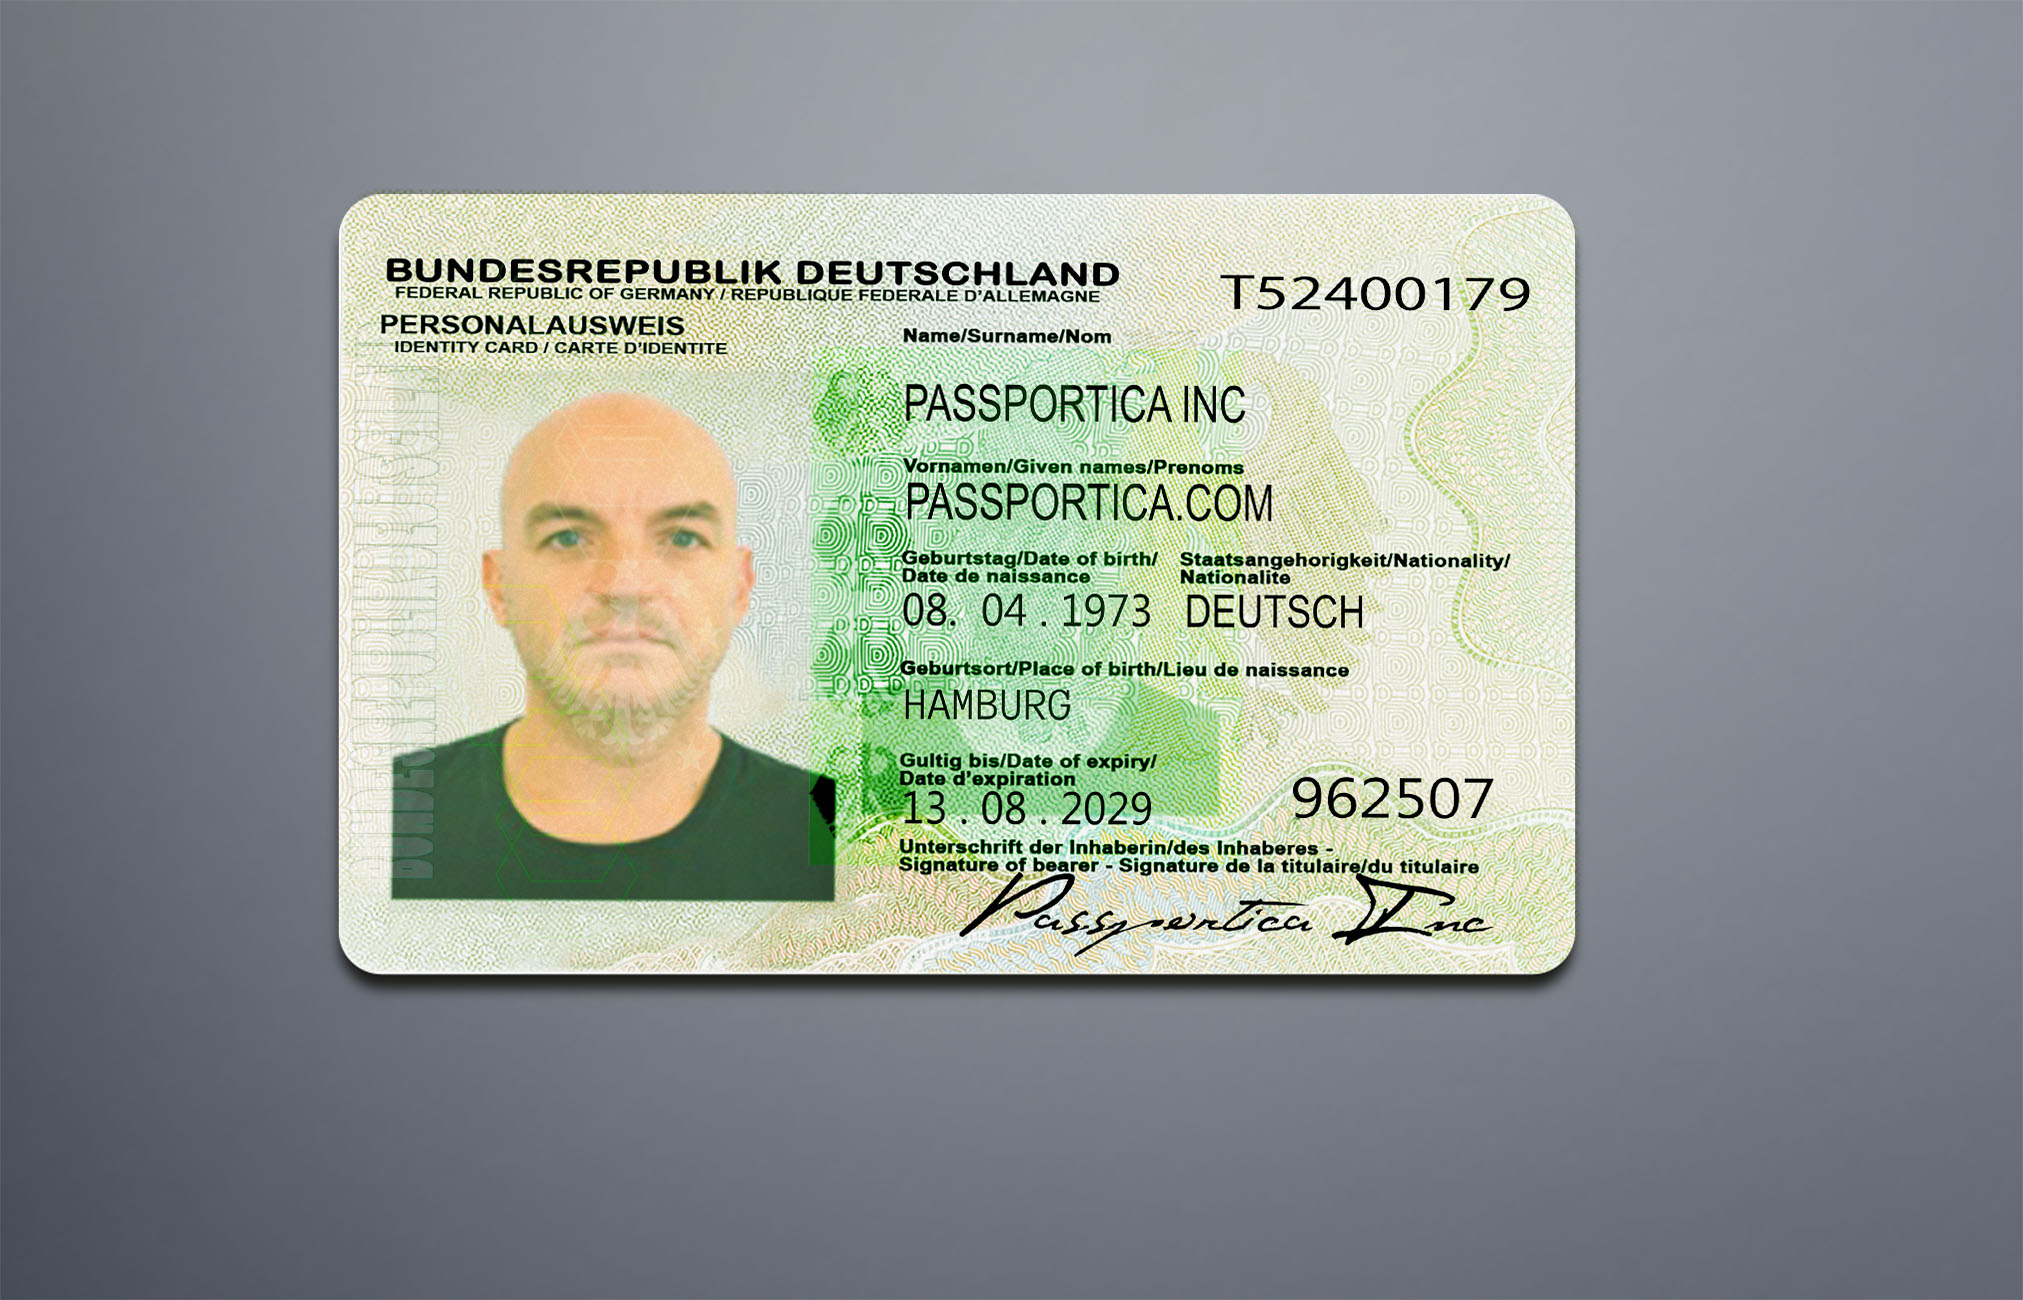 BUNDESREPUBLIK DEUTSCHLAND
FEDERAL REPUBLIC OF GERMANY / REPUBLIQUE FEDERALE D'ALLEMAGNE
T52400179
PERSONALAUSWEIS
IDENTITY CARD / CARTE D'IDENTITE
Name/Surname/Nom
PASSPORTICA INC
Vornamen/Given names/Prenoms
PASSPORTICA.COM
Geburtstag/Date of birth/
Date de naissance
08. 04 . 1973
Staatsangehorigkeit/Nationality/
Nationalite
DEUTSCH
Geburtsort/Place of birth/Lieu de naissance
HAMBURG
Gultig bis/Date of expiry/
Date d'expiration
13 . 08 . 2029
962507
Unterschrift der Inhaberin/des Inhaberes -
Signature of bearer - Signature de la titulaire/du titulaire
Passportica Inc